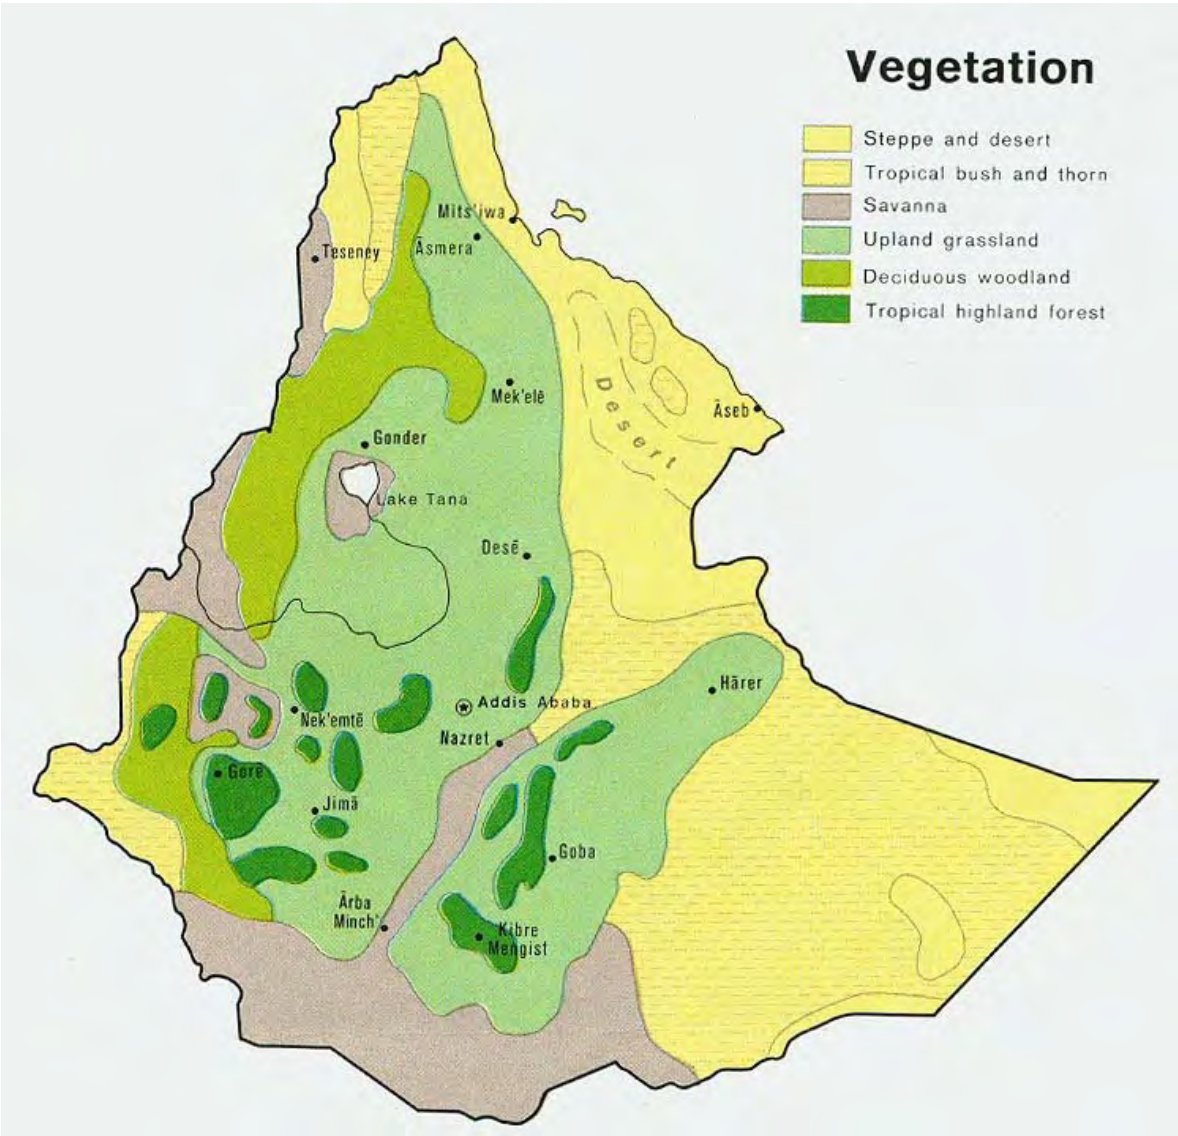 Vegetation
Steppe and desert
Tropical bush and thorn
Savanna
Upland grassland
Deciduous woodland
Tropical highland forest
Mits'iwa
Teseney
Āsmera
Desert
Mek'elē
Āseb
Gonder
Lake Tana
Desē
Hārer
Addis Ababa
Nek'emtē
Nazret
Gorē
Jimā
Goba
Ārba
Minch'
Kibre
Mengist